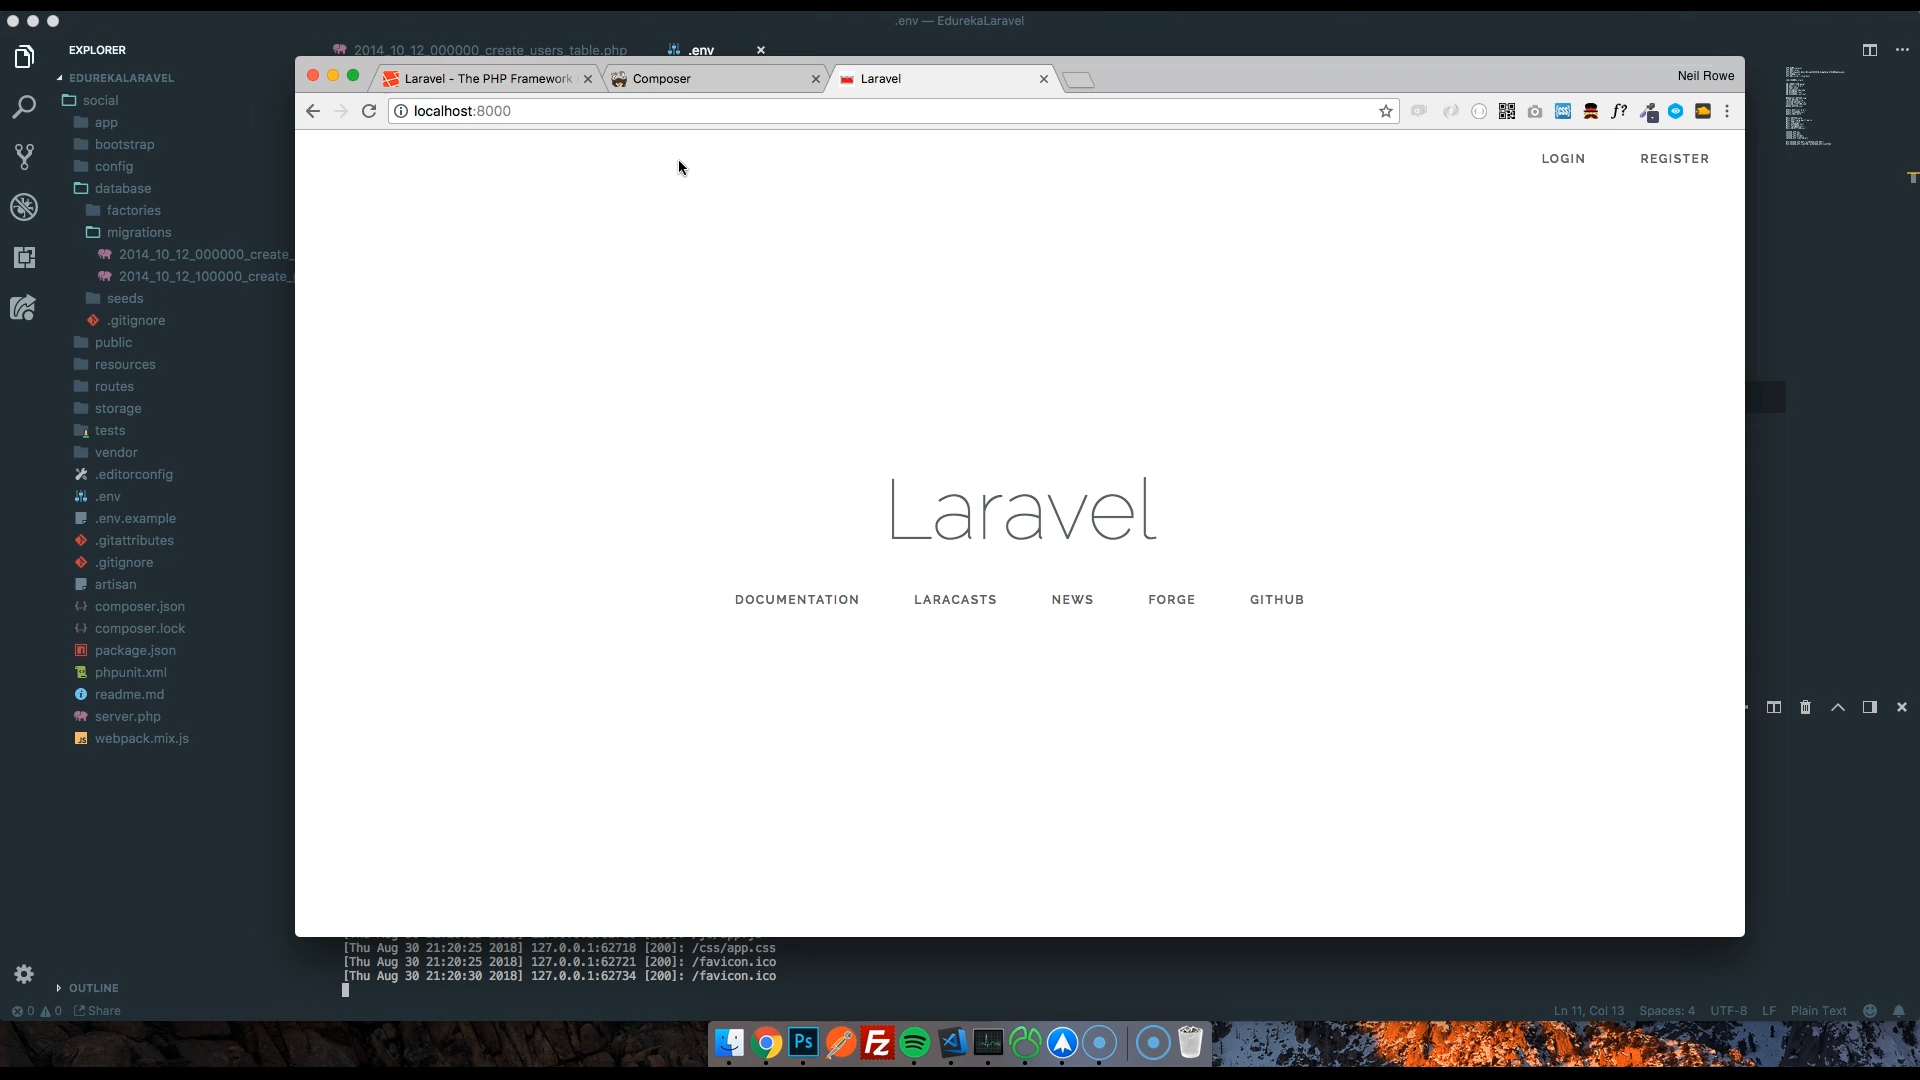 .env — EdurekaLaravel
EXPLORER
2014_10_12_000000_create_users_table.php
.env
EDUREKALARAVEL
social
app
bootstrap
config
database
factories
migrations
2014_10_12_000000_create_
2014_10_12_100000_create_
seeds
.gitignore
public
resources
routes
storage
tests
vendor
.editorconfig
.env
.env.example
.gitattributes
.gitignore
artisan
composer.json
composer.lock
package.json
phpunit.xml
readme.md
server.php
webpack.mix.js
OUTLINE
Laravel - The PHP Framework
Composer
Laravel
Neil Rowe
localhost:8000
f?
LOGIN
REGISTER
Laravel
DOCUMENTATION
LARACASTS
NEWS
FORGE
GITHUB
[Thu Aug 30 21:20:25 2018] 127.0.0.1:62718 [200]: /css/app.css
[Thu Aug 30 21:20:25 2018] 127.0.0.1:62721 [200]: /favicon.ico
[Thu Aug 30 21:20:30 2018] 127.0.0.1:62734 [200]: /favicon.ico
0 0 Share
Ln 11, Col 13 Spaces: 4 UTF-8 LF Plain Text
Ps
Fz